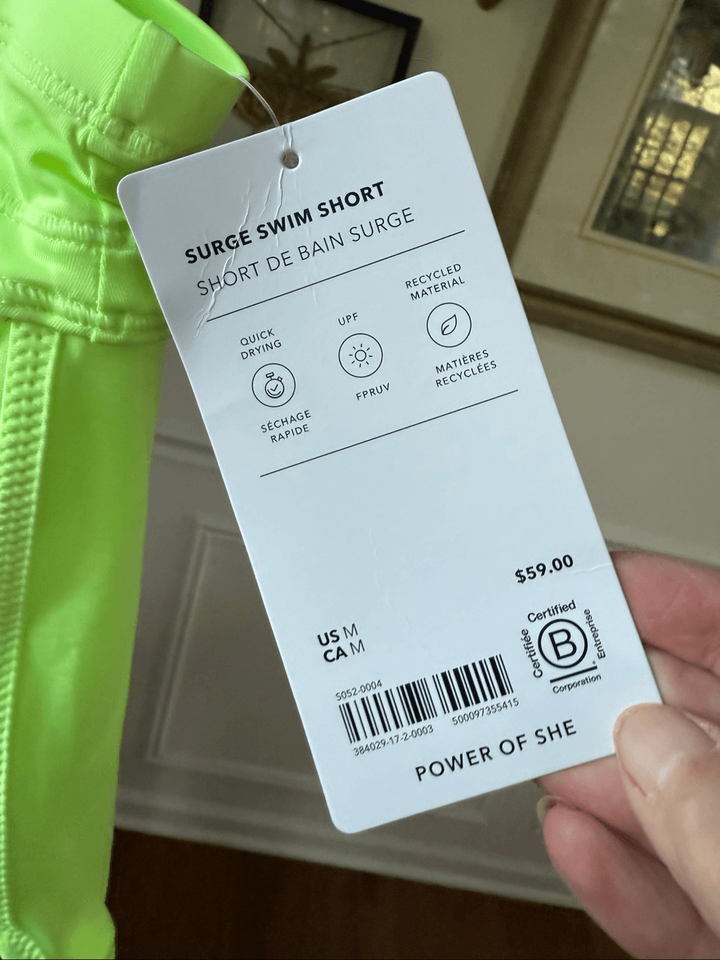 SURGE SWIM SHORT
SHORT DE BAIN SURGE
QUICK
DRYING
SÉCHAGE
RAPIDE
UPF
FPRUV
RECYCLED
MATERIAL
MATIÈRES
RECYCLÉES
$59.00
US M
CA M
Certified
Certifiée
B
Entreprise
Corporation
5052-0004
384029-17-2-0003 500097355415
POWER OF SHE